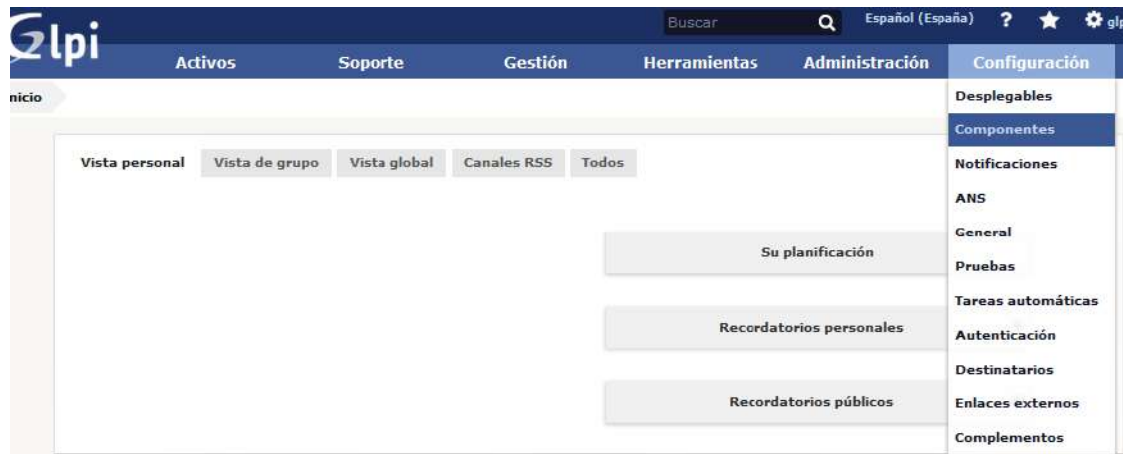 Glpi
Buscar Español (España) ? glp
Activos Soporte Gestión Herramientas Administración Configuración
nicio
Desplegables
Componentes
Vista personal Vista de grupo Vista global Canales RSS Todos
Notificaciones
ANS
General
Su planificación
Pruebas
Tareas automáticas
Recordatorios personales
Autenticación
Destinatarios
Recordatorios públicos
Enlaces externos
Complementos